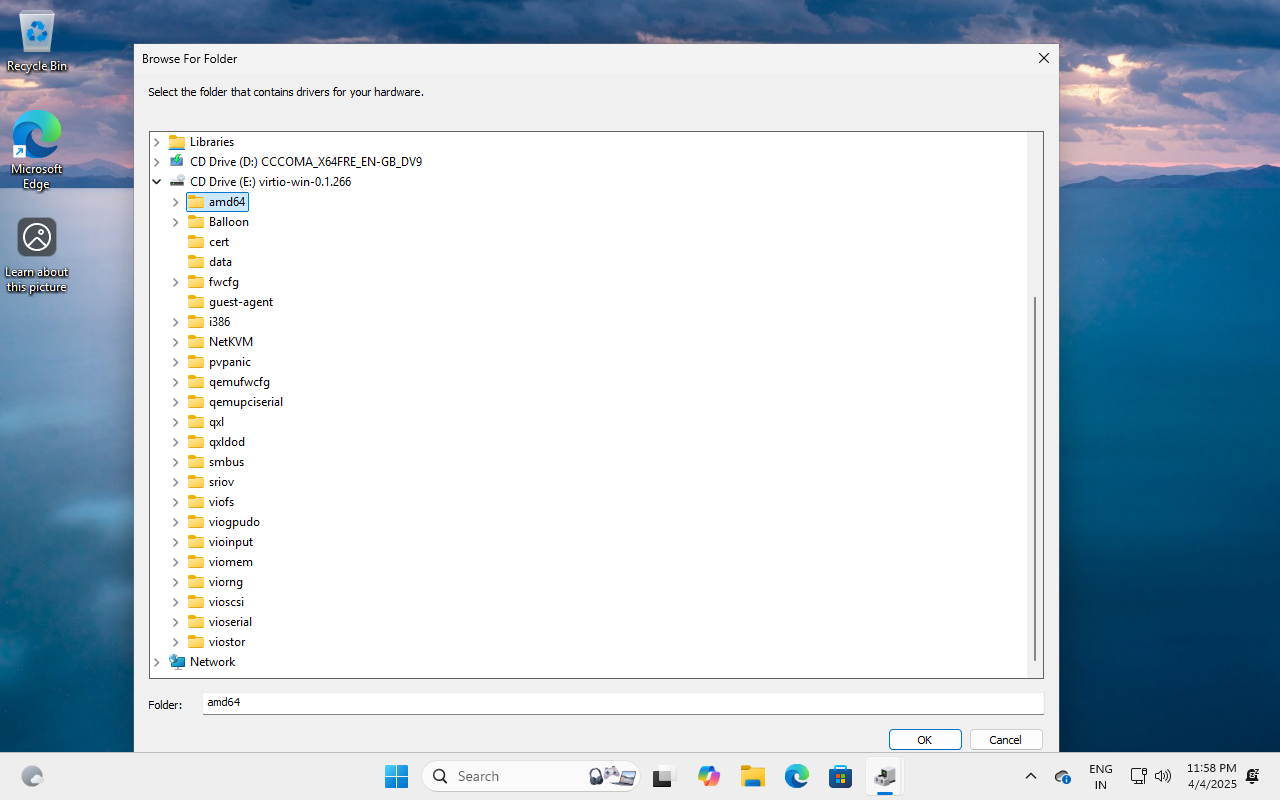 Recycle Bin
Microsoft
Edge
Learn about
this picture
Browse For Folder
Select the folder that contains drivers for your hardware.
Libraries
CD Drive (D:) CCCOMA_X64FRE_EN-GB_DV9
CD Drive (E:) virtio-win-0.1.266
amd64
Balloon
cert
data
fwcfg
guest-agent
i386
NetKVM
pvpanic
qemufwcfg
qemupciserial
qxl
qxldod
smbus
sriov
viofs
viogpudo
vioinput
viomem
viorng
vioscsi
vioserial
viostor
Network
Folder: amd64
OK Cancel
Search
ENG
IN
11:58 PM
4/4/2025